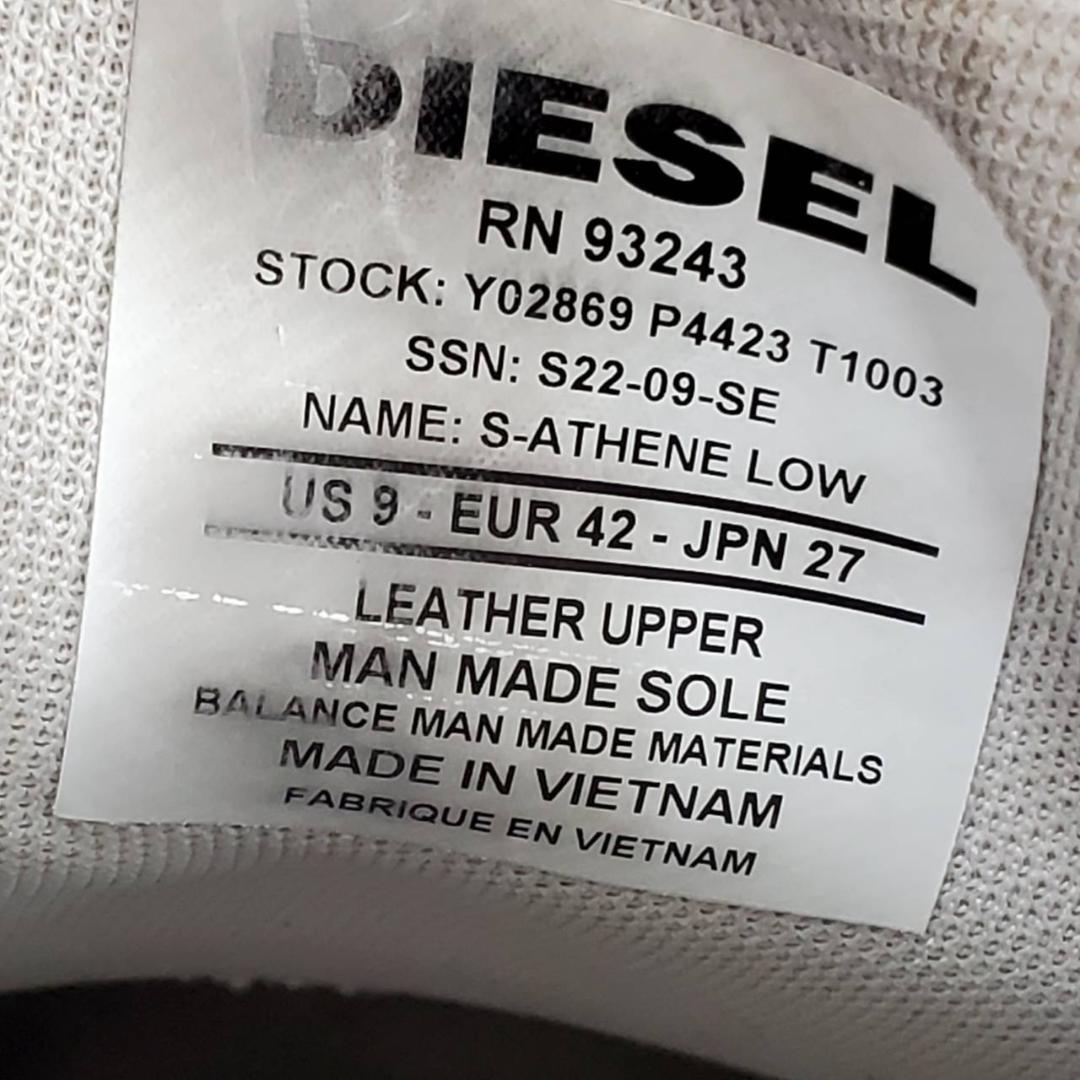 DIESEL
RN 93243
STOCK: Y02869 P4423 T1003
SSN: S22-09-SE
NAME: S-ATHENE LOW
US 9 - EUR 42 - JPN 27
LEATHER UPPER
MAN MADE SOLE
BALANCE MAN MADE MATERIALS
MADE IN VIETNAM
FABRIQUE EN VIETNAM